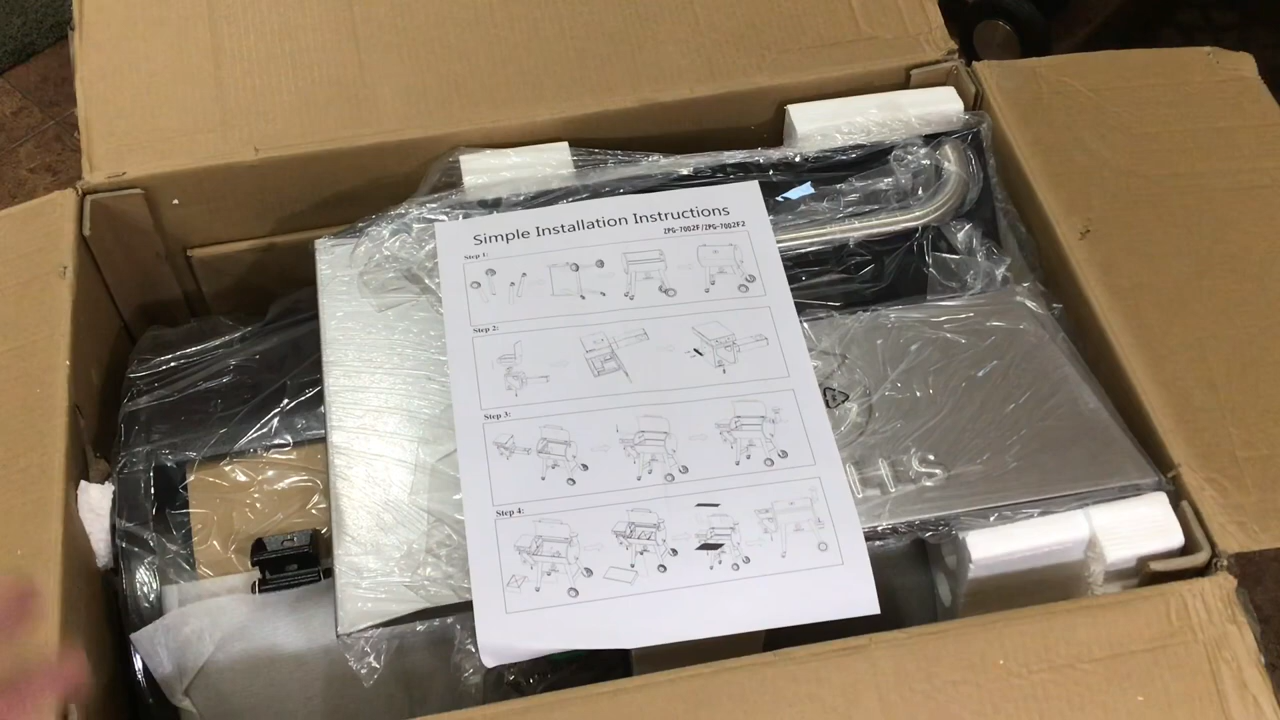 Simple Installation Instructions
ZPG-7002F/ZPG-7002F2
Step 1:
Step 2:
Step 3:
Step 4: